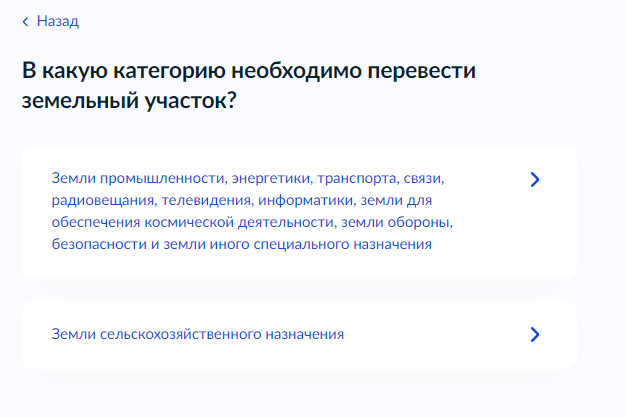 Назад
В какую категорию необходимо перевести
земельный участок?
Земли промышленности, энергетики, транспорта, связи,
радиовещания, телевидения, информатики, земли для
обеспечения космической деятельности, земли обороны,
безопасности и земли иного специального назначения
Земли сельскохозяйственного назначения